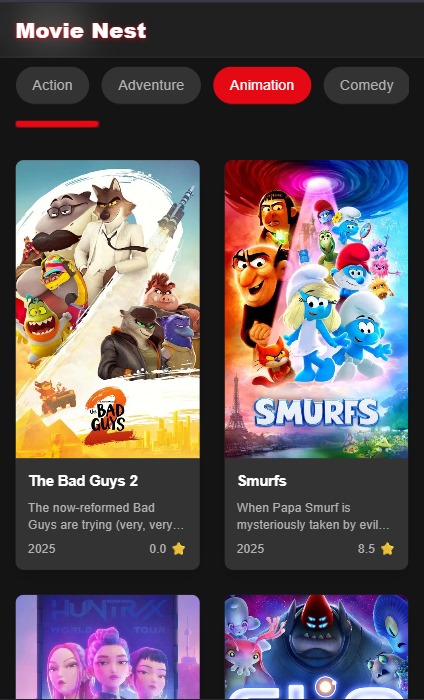 Movie Nest
Action
Adventure
Animation
Comedy
the BAD
GUYS
2
SMURFS
The Bad Guys 2
Smurfs
The now-reformed Bad
Guys are trying (very, very...
When Papa Smurf is
mysteriously taken by evil...
2025
0.0
2025
8.5
HUNTR/X
WORLD TOUR